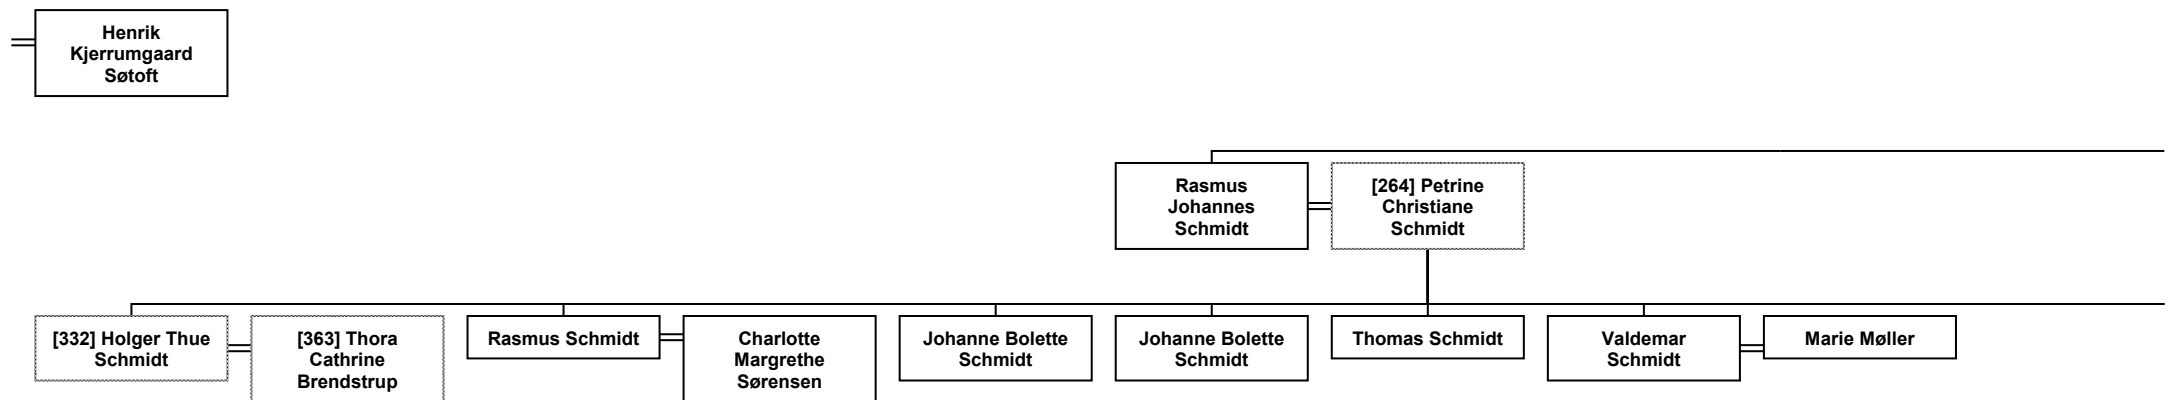 Henrik
Kjerrumgaard
Søtoft
Rasmus
Johannes
Schmidt
[264] Petrine
Christiane
Schmidt
[332] Holger Thue
Schmidt
[363] Thora
Cathrine
Brendstrup
Rasmus Schmidt
Charlotte
Margrethe
Sørensen
Johanne Bolette
Schmidt
Johanne Bolette
Schmidt
Thomas Schmidt
Valdemar
Schmidt
Marie Møller